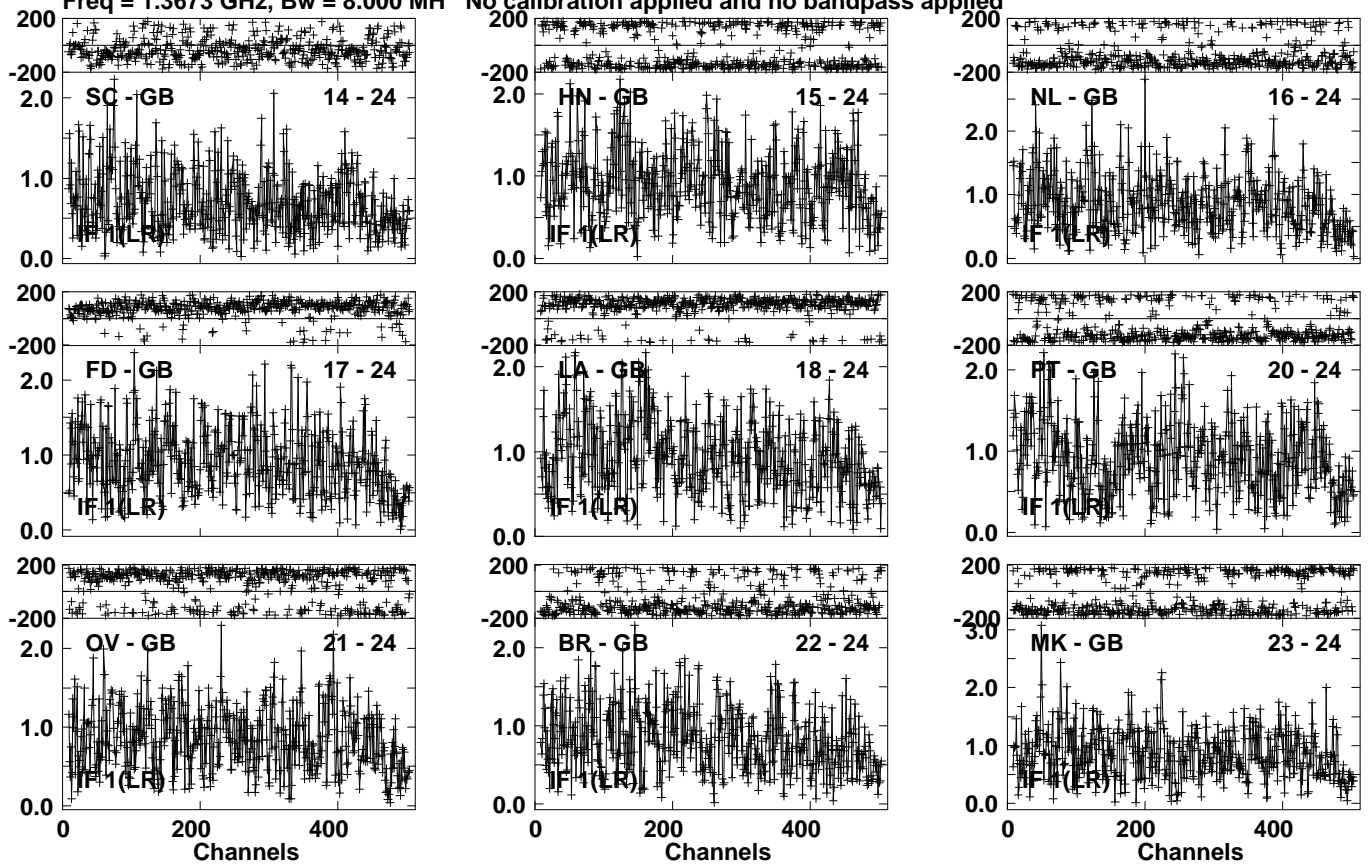 Freq = 1.3673 GHz, Bw = 8.000 MH No calibration applied and no bandpass applied
200 200 200
-200 -200 -200
SC - GB 14 - 24 HN - GB 15 - 24 NL - GB 16 - 24
2.0 2.0 2.0
1.0 1.0 1.0
IF 1(LR) IF 1(LR) IF 1(LR)
0.0 0.0 0.0
200 200 200
-200 -200 -200
FD - GB 17 - 24 LA - GB 18 - 24 PT - GB 20 - 24
2.0 2.0 2.0
1.0 1.0 1.0
IF 1(LR) IF 1(LR) IF 1(LR)
0.0 0.0 0.0
200 200 200
-200 -200 -200
OV - GB 21 - 24 BR - GB 22 - 24 MK - GB 23 - 24
2.0 2.0 3.0
2.0
1.0 1.0 1.0
IF 1(LR) IF 1(LR) IF 1(LR)
0.0 0.0 0.0
0 200 400 0 200 400 0 200 400
Channels Channels Channels